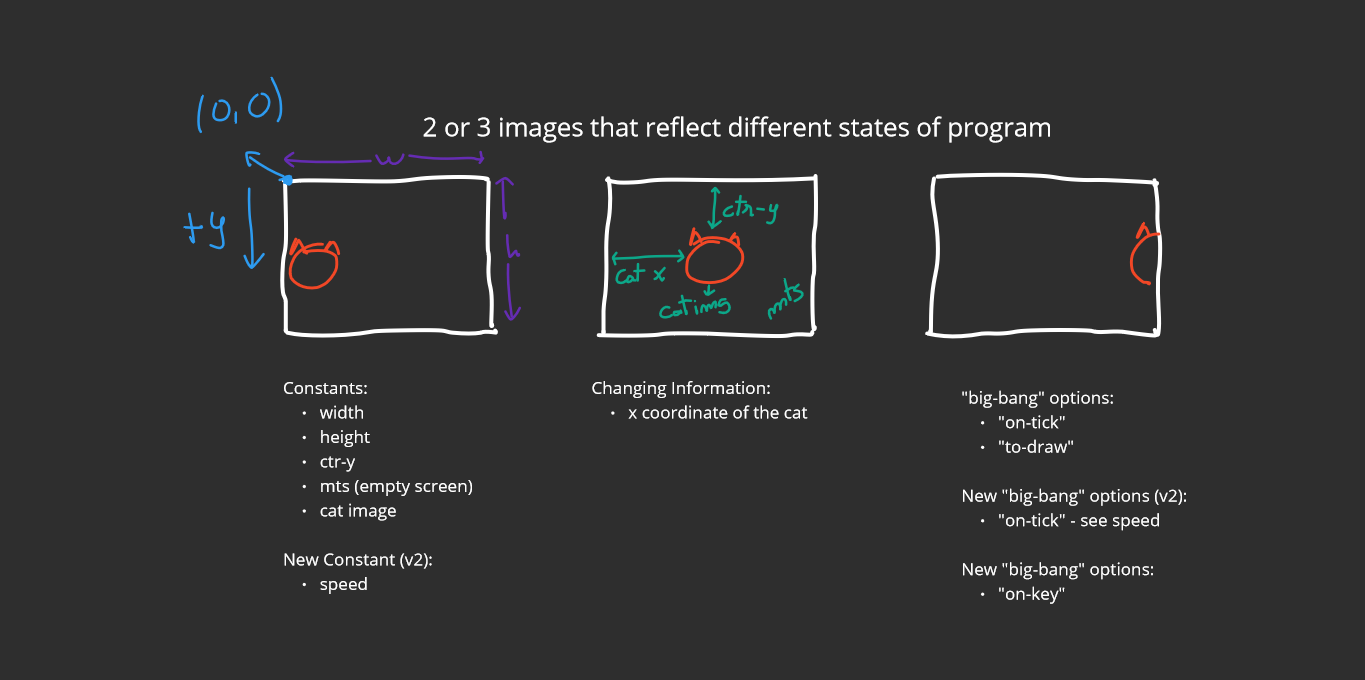 (0,0)
2 or 3 images that reflect different states of program
w
+y
h
ctr-y
cat x
cat img
mts
Constants:
• width
• height
• ctr-y
• mts (empty screen)
• cat image
New Constant (v2):
• speed
Changing Information:
• x coordinate of the cat
"big-bang" options:
• "on-tick"
• "to-draw"
New "big-bang" options (v2):
• "on-tick" - see speed
New "big-bang" options:
• "on-key"